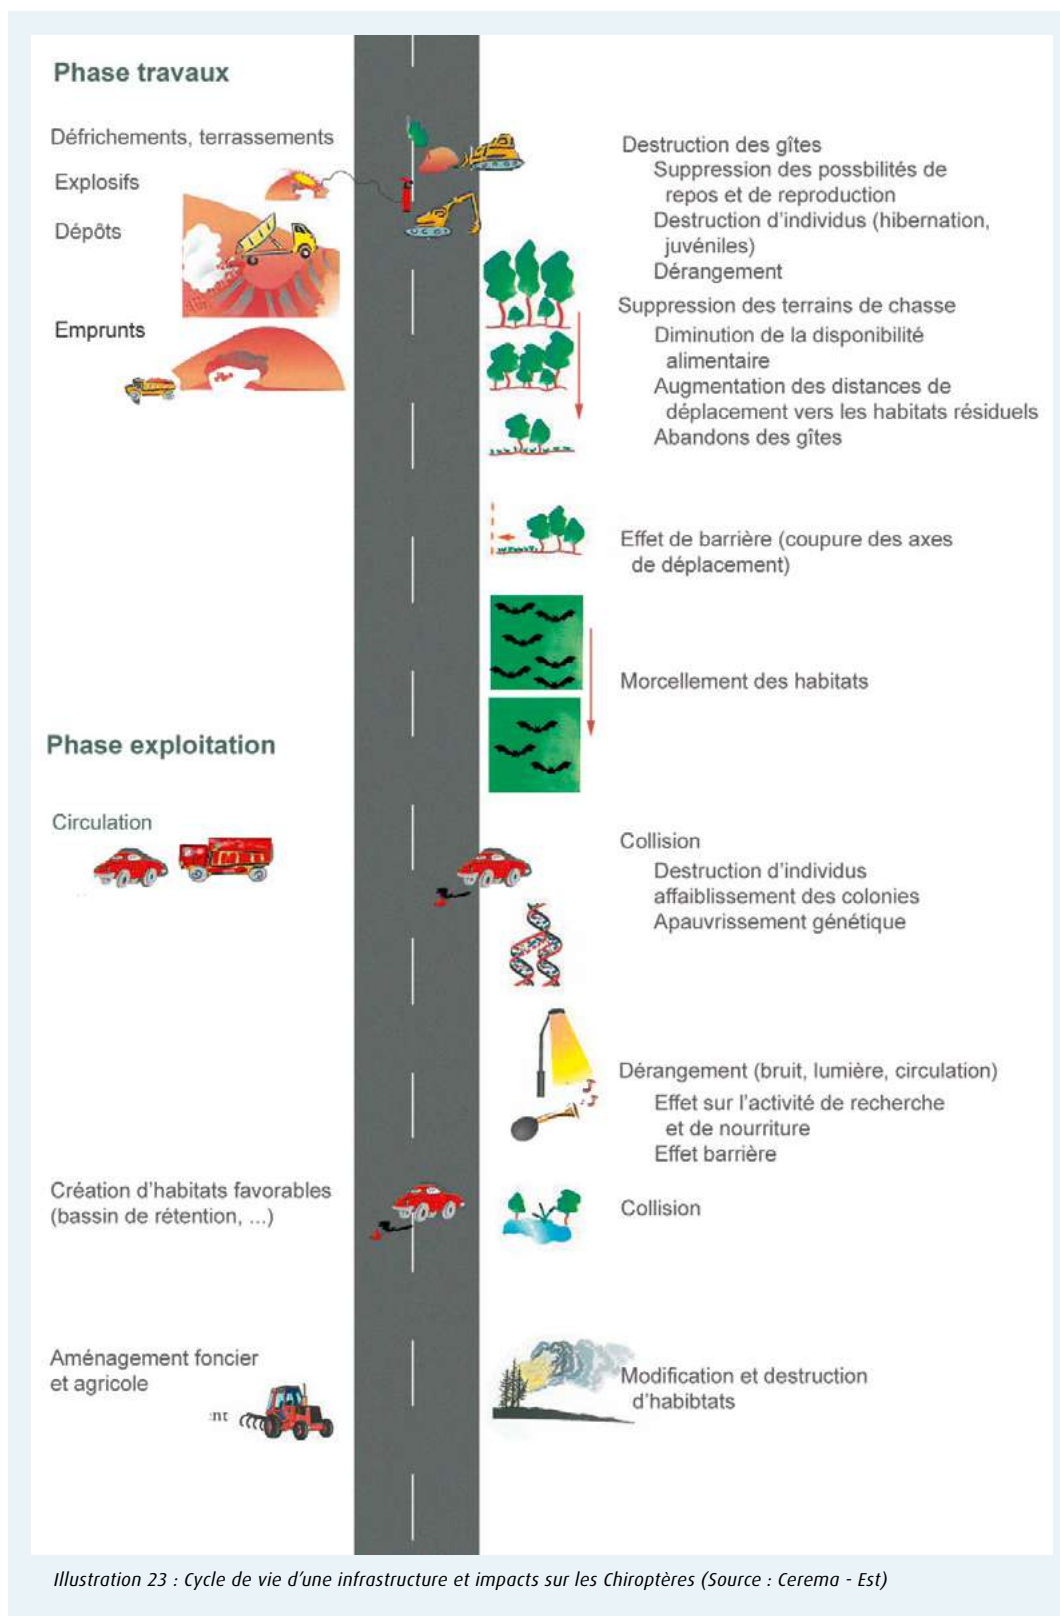 Phase travaux
Défrichements, terrassements
Explosifs
Dépôts
Emprunts
Destruction des gîtes
Suppression des possbilités de
repos et de reproduction
Destruction d'individus (hibernation,
juvéniles)
Dérangement
Suppression des terrains de chasse
Diminution de la disponibilité
alimentaire
Augmentation des distances de
déplacement vers les habitats résiduels
Abandons des gîtes
Effet de barrière (coupure des axes
de déplacement)
Morcellement des habitats
Phase exploitation
Circulation
Collision
Destruction d'individus
affaiblissement des colonies
Apauvrissement génétique
Dérangement (bruit, lumière, circulation)
Effet sur l'activité de recherche
et de nourriture
Effet barrière
Création d'habitats favorables
(bassin de rétention, ...)
Collision
Aménagement foncier
et agricole
Modification et destruction
d'habibtats
Illustration 23 : Cycle de vie d'une infrastructure et impacts sur les Chiroptères (Source : Cerema - Est)